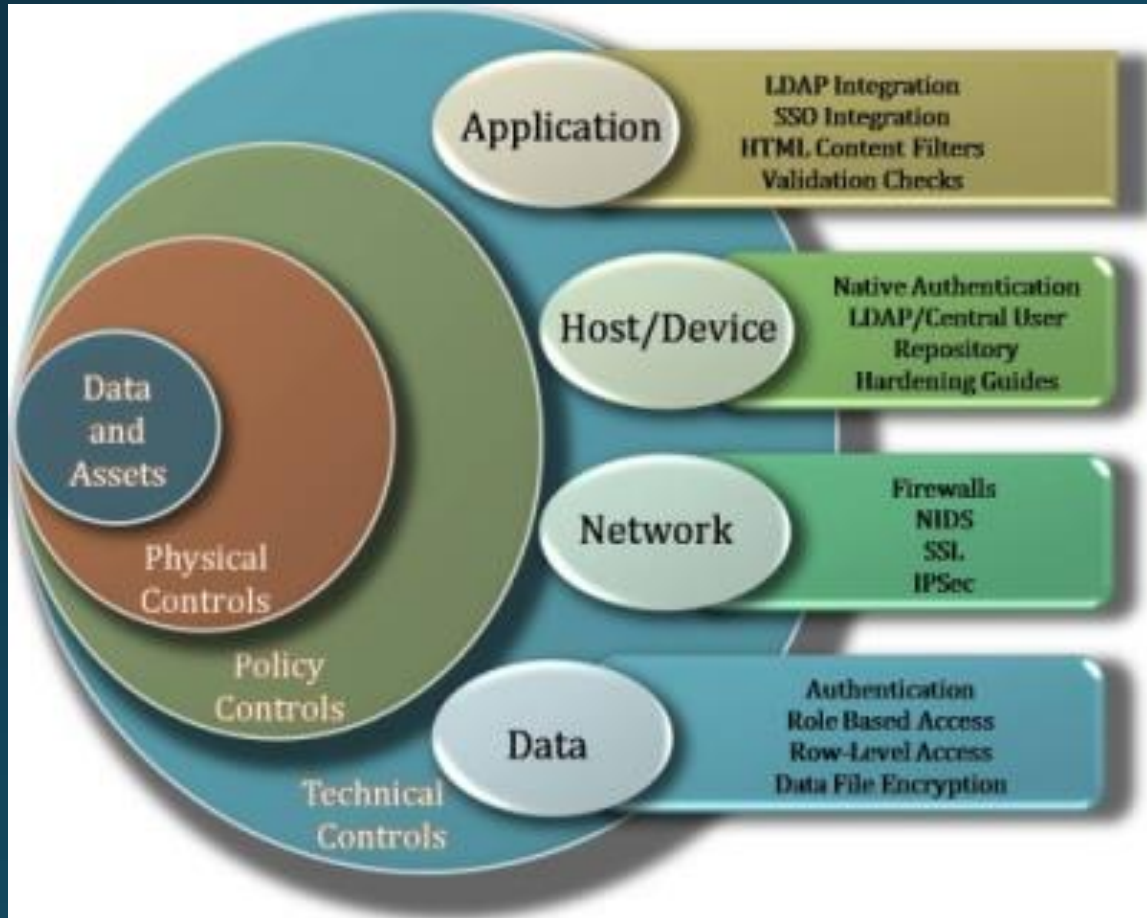 Application
LDAP Integration
SSO Integration
HTML Content Filters
Validation Checks
Host/Device
Native Authentication
LDAP/Central User
Repository
Hardening Guides
Data
and
Assets
Network
Firewalls
NIDS
SSL
IPSec
Physical
Controls
Policy
Controls
Data
Authentication
Role Based Access
Row-Level Access
Data File Encryption
Technical
Controls